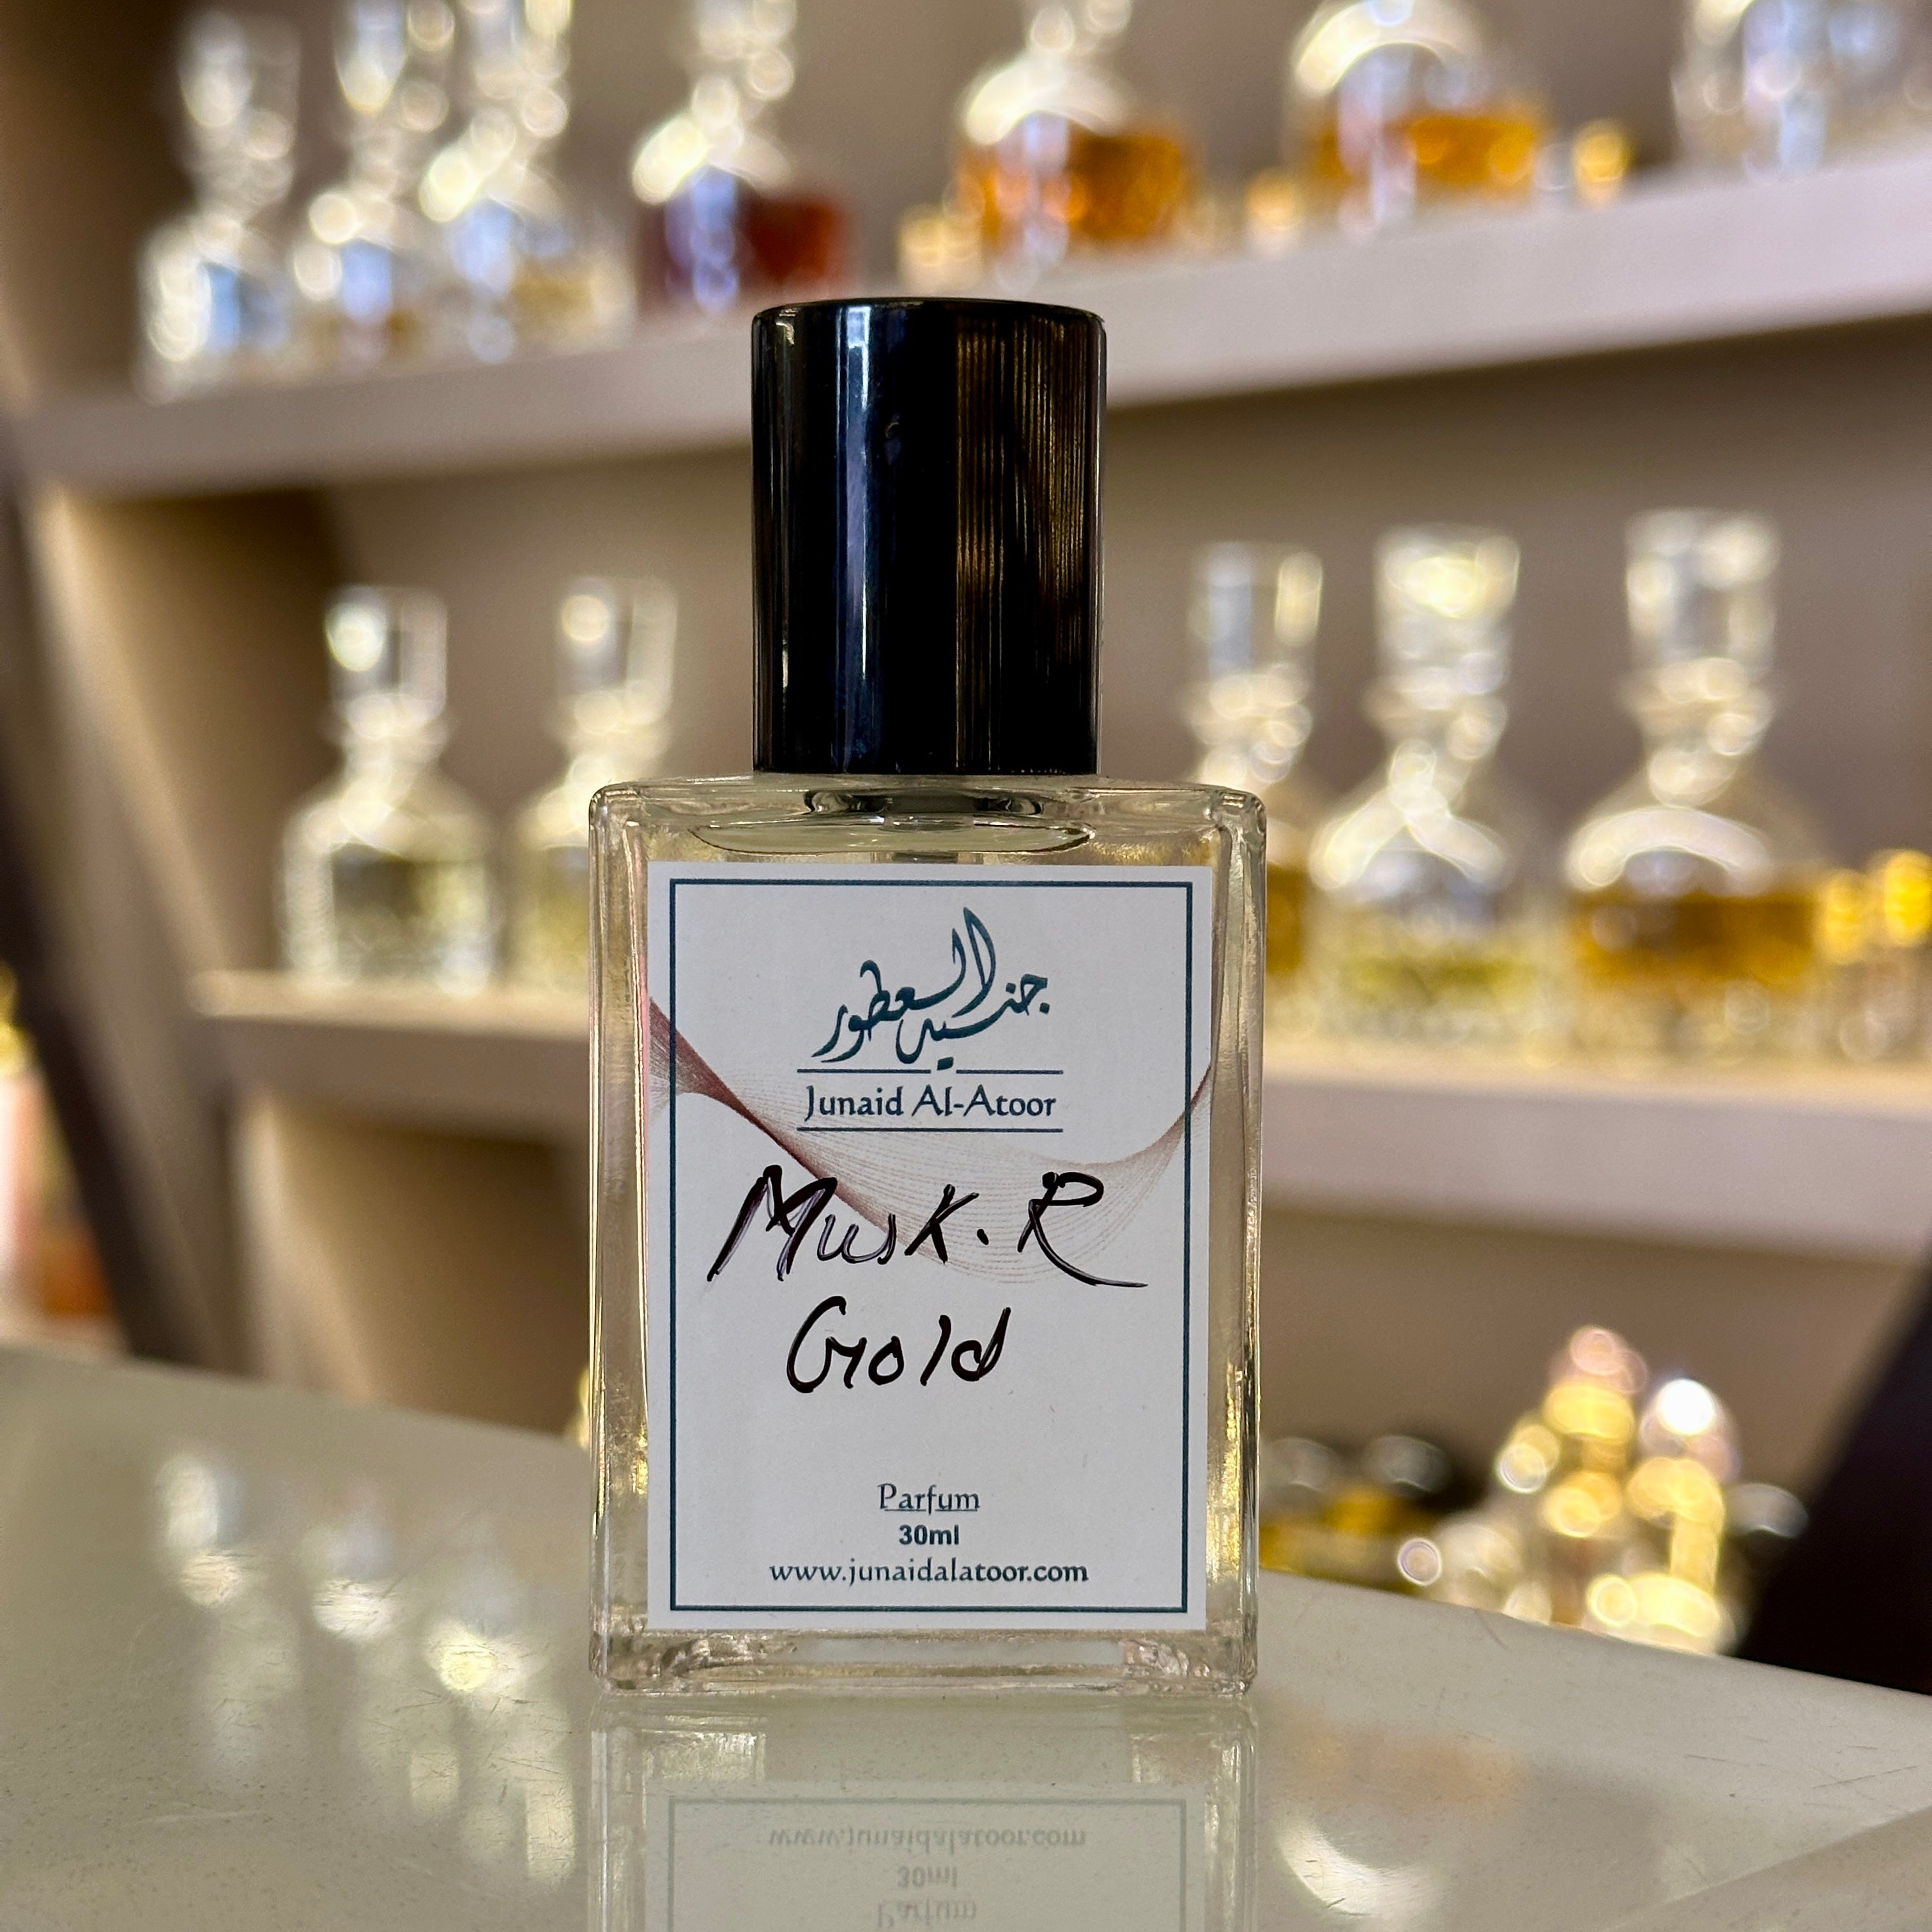 جنيد العطور
Junaid Al-Atoor
Musk. R
Gold
Parfum
30ml
www.junaidalatoor.com